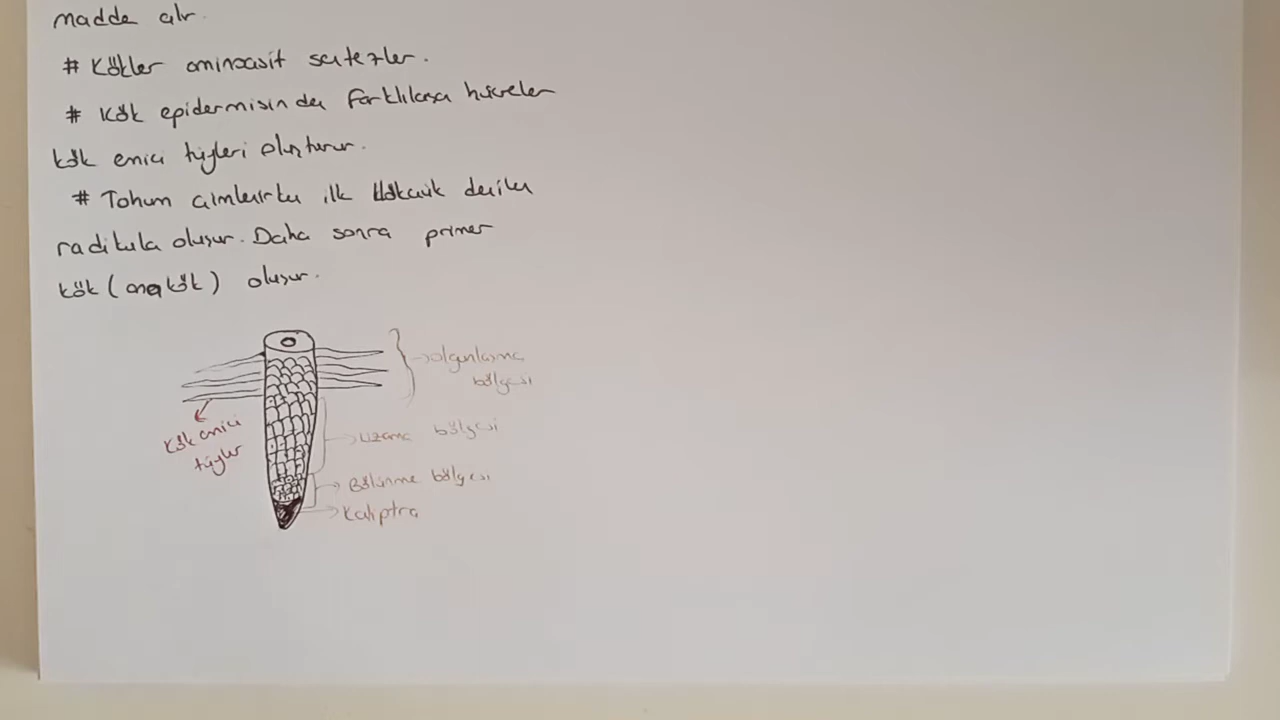 madde alır.
# Kökler aminoasit sentezler.
# Kök epidermisinden farklılaşan hücreler
kök emici tüyleri oluşturur.
# Tohum çimlenirken ilk kökçük denilen
radikula oluşur. Daha sonra primer
kök (ana kök) oluşur.
olgunlaşma
bölgesi
Kök emici
tüyler
uzama bölgesi
Bölünme bölgesi
Kaliptra